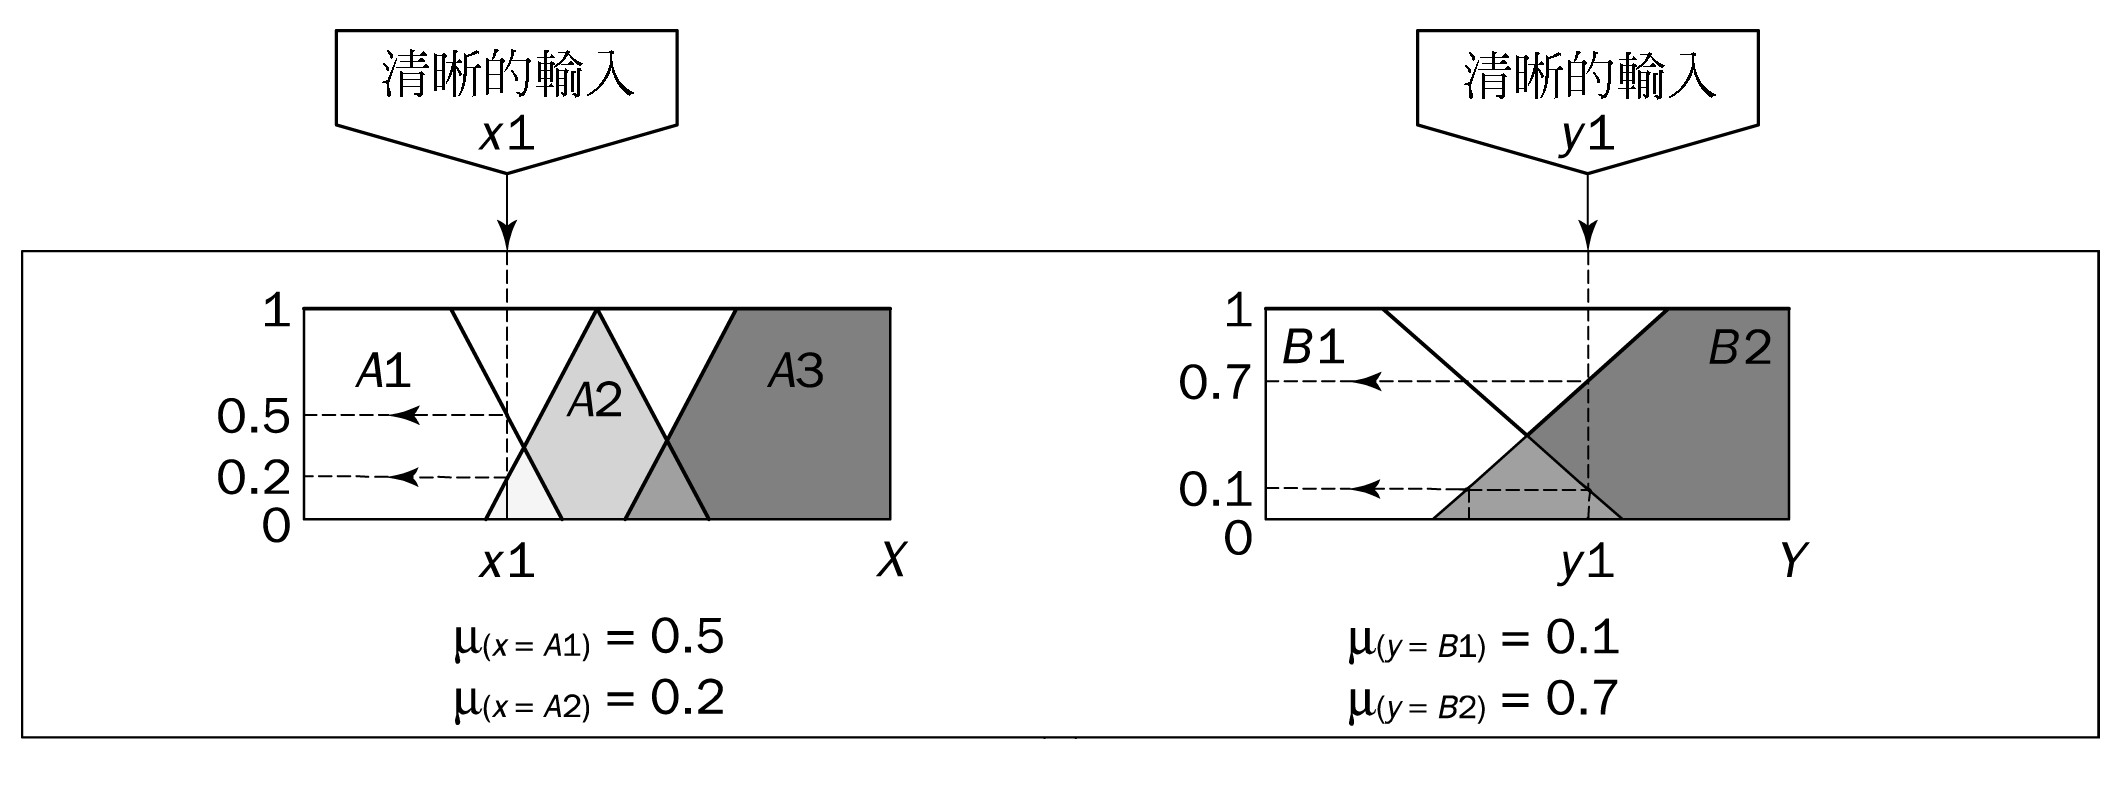 清晰的輸入
x1
清晰的輸入
y1
1
A1
A2
A3
0.5
0.2
0
x1
X
μ(x = A1) = 0.5
μ(x = A2) = 0.2
1
B1
B2
0.7
0.1
0
y1
Y
μ(y = B1) = 0.1
μ(y = B2) = 0.7